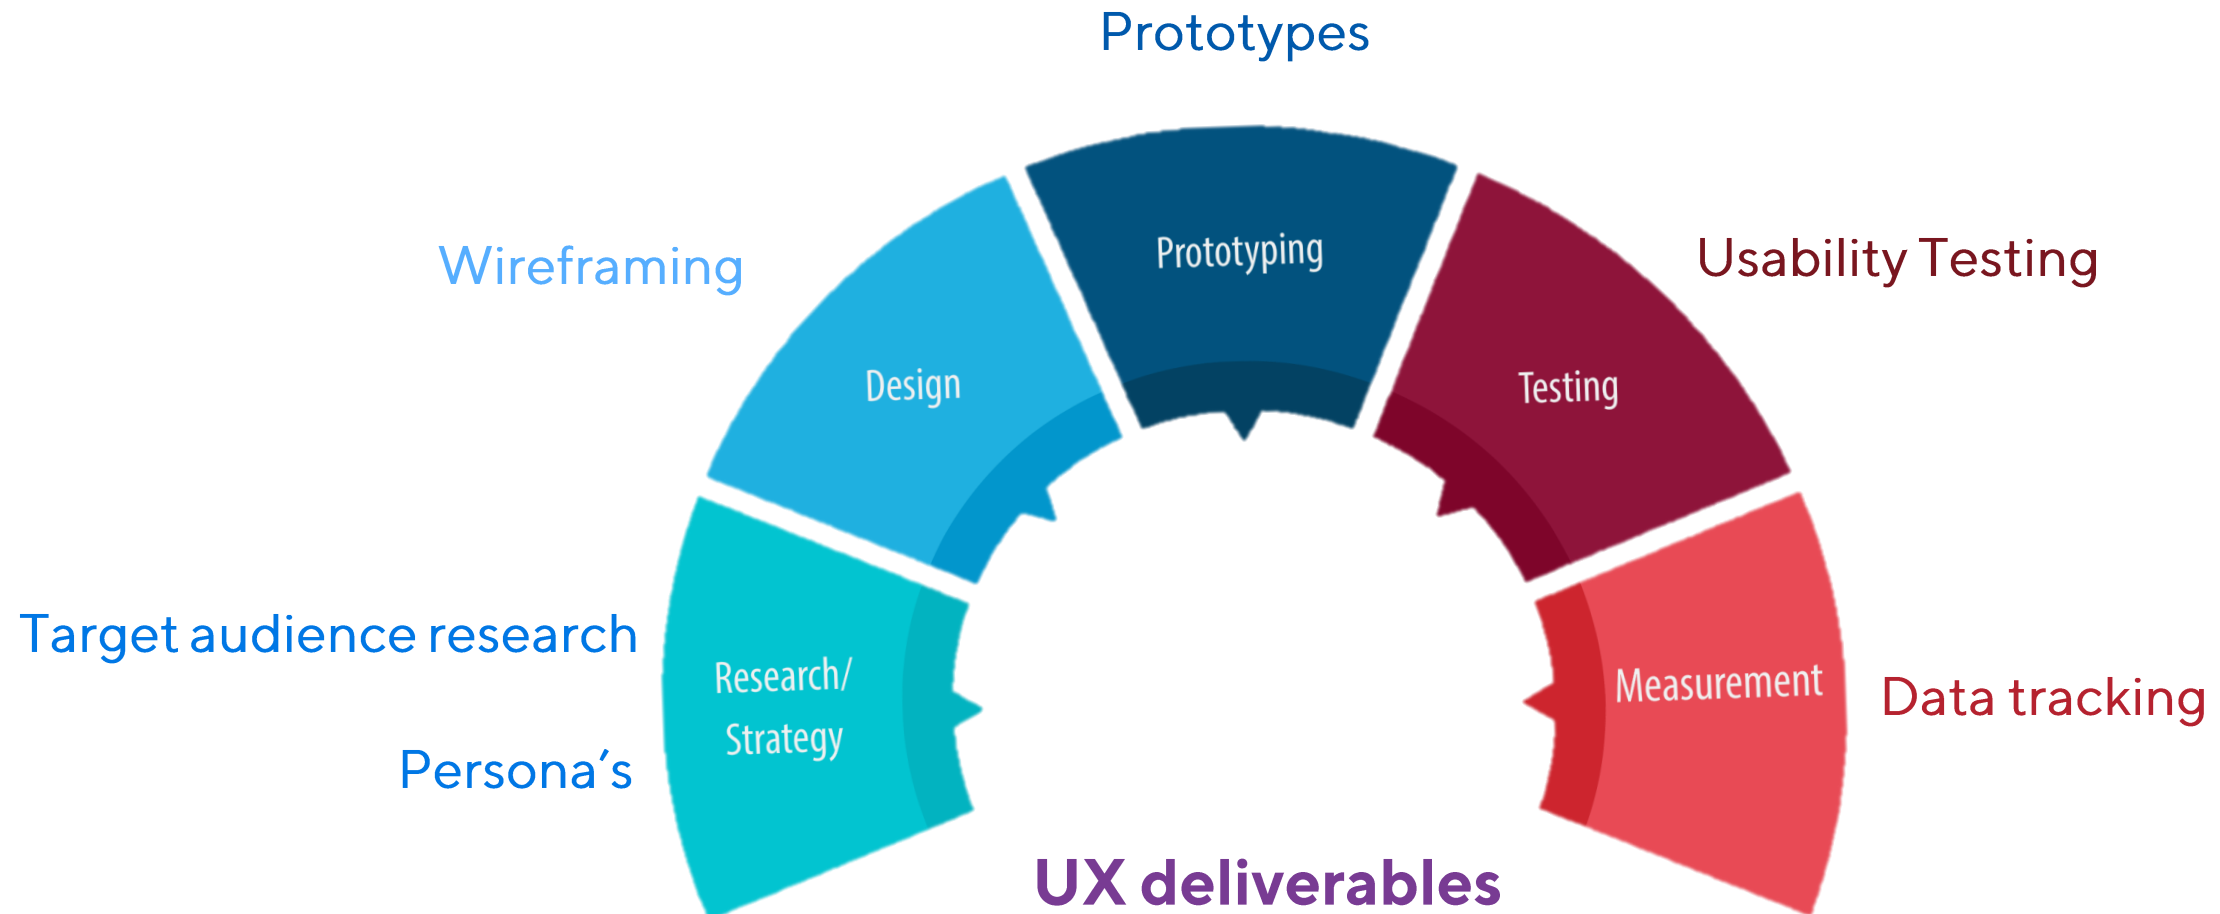 Prototypes
Prototyping
Wireframing
Usability Testing
Design
Testing
Target audience research
Research/
Strategy
Measurement
Data tracking
Persona‘s
UX deliverables